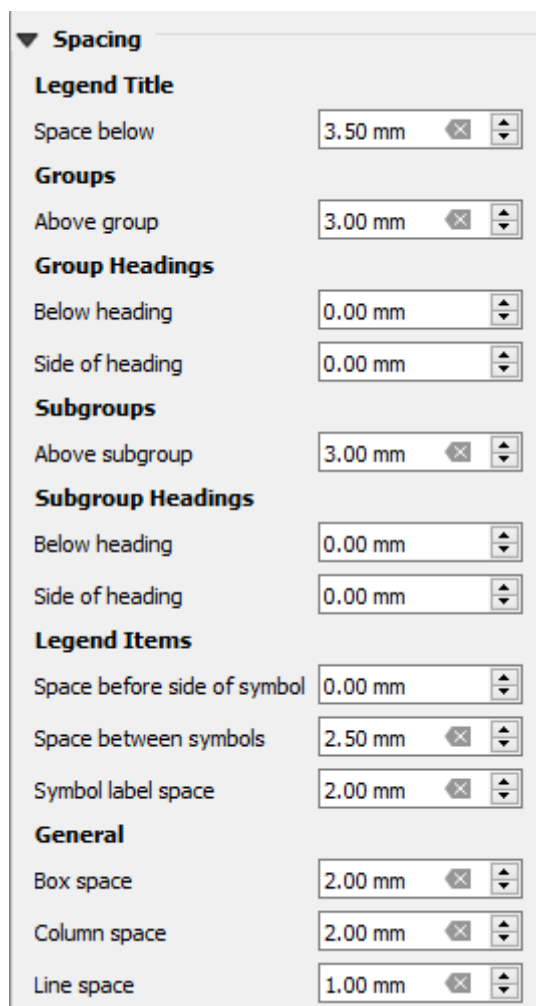 Spacing
Legend Title
Space below 3.50 mm
Groups
Above group 3.00 mm
Group Headings
Below heading 0.00 mm
Side of heading 0.00 mm
Subgroups
Above subgroup 3.00 mm
Subgroup Headings
Below heading 0.00 mm
Side of heading 0.00 mm
Legend Items
Space before side of symbol 0.00 mm
Space between symbols 2.50 mm
Symbol label space 2.00 mm
General
Box space 2.00 mm
Column space 2.00 mm
Line space 1.00 mm